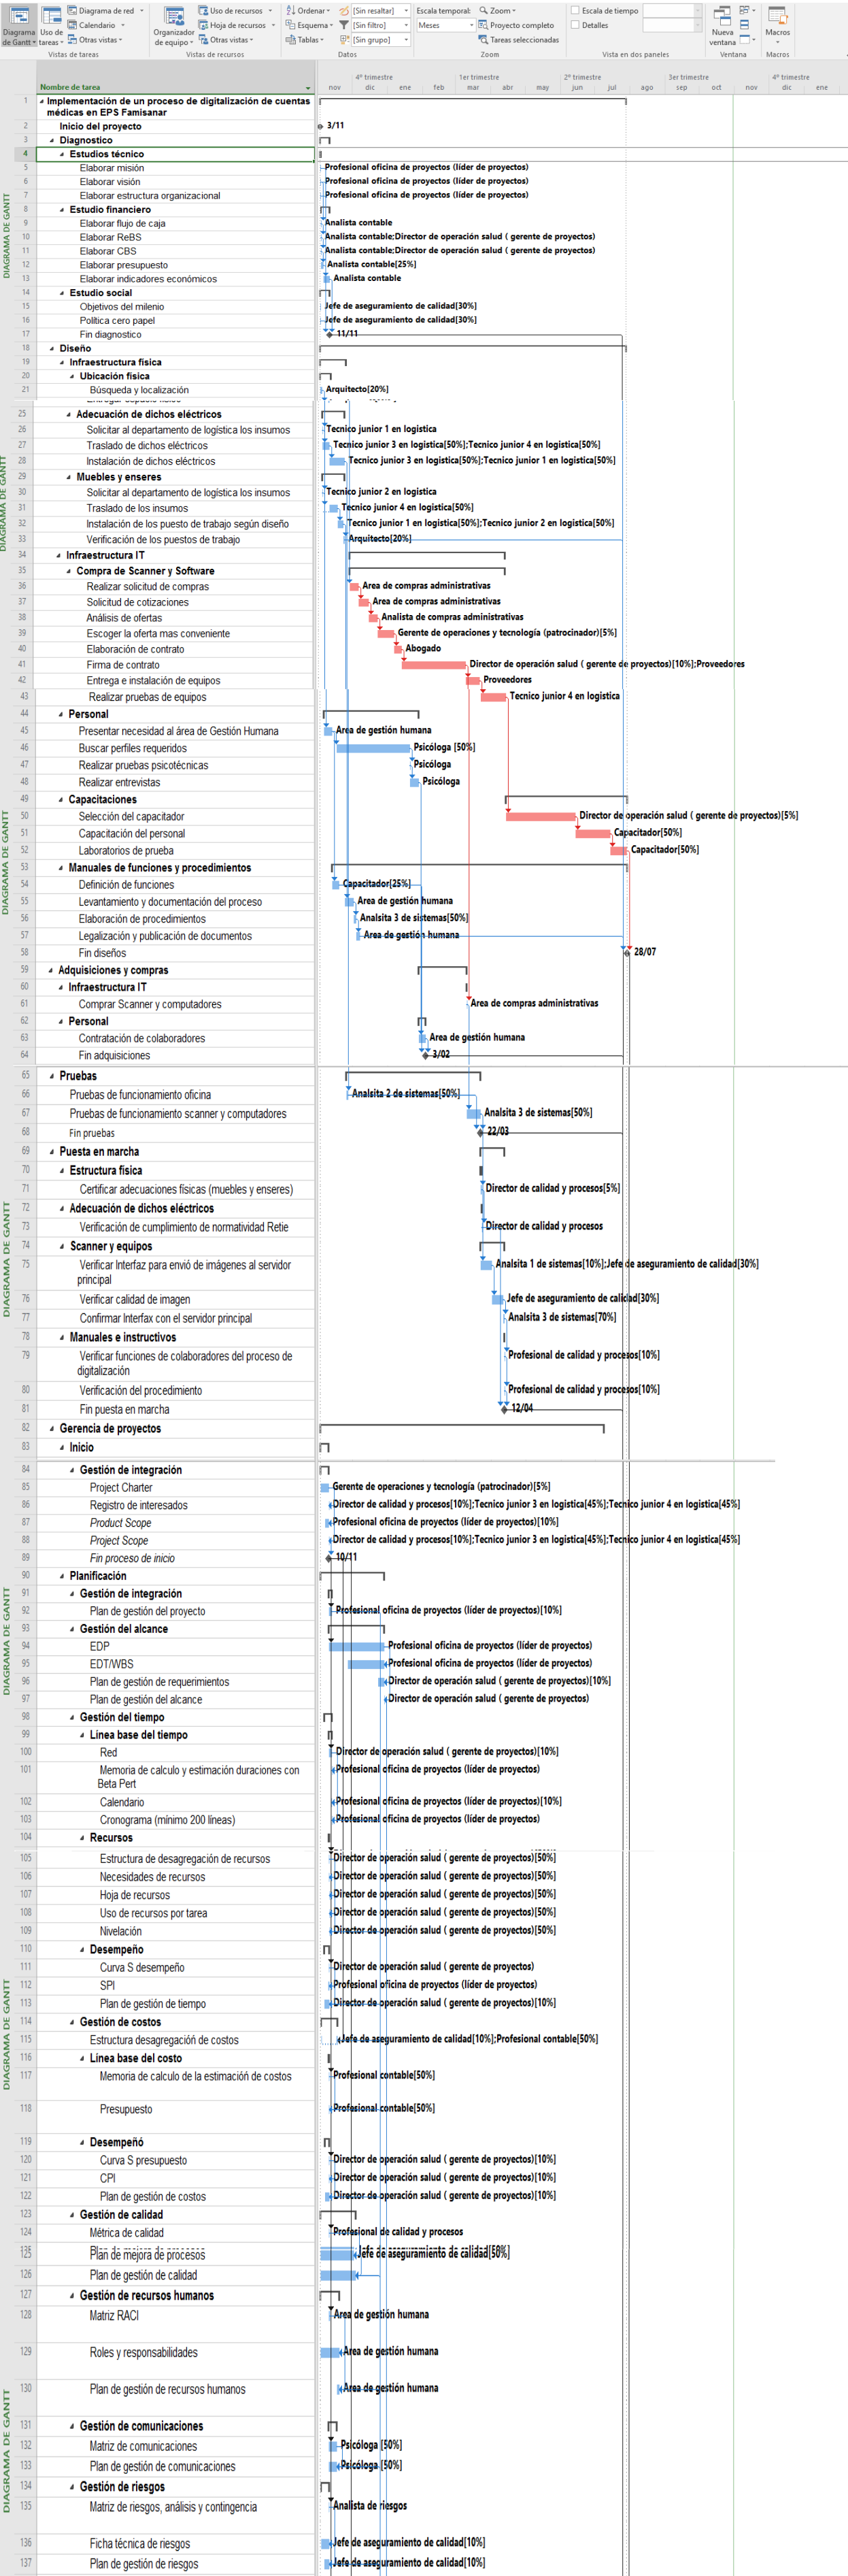 Diagrama de Gantt
Uso de tareas
Diagrama de red
Calendario
Otras vistas
Vistas de tareas
Organizador de equipo
Uso de recursos
Hoja de recursos
Otras vistas
Vistas de recursos
Ordenar
Esquema
Tablas
[Sin resaltar]
[Sin filtro]
[Sin grupo]
Datos
Escala temporal:
Meses
Zoom
Proyecto completo
Tareas seleccionadas
Zoom
Escala de tiempo
Detalles
Vista en dos paneles
Nueva ventana
Ventana
Macros
Macros
Nombre de tarea
4º trimestre 1er trimestre 2º trimestre 3er trimestre 4º trimestre
nov dic ene feb mar abr may jun jul ago sep oct nov dic ene
DIAGRAMA DE GANTT
1 Implementación de un proceso de digitalización de cuentas
médicas en EPS Famisanar
2 Inicio del proyecto 3/11
3 Diagnostico
4 Estudios técnico
5 Elaborar misión Profesional oficina de proyectos (líder de proyectos)
6 Elaborar visión Profesional oficina de proyectos (líder de proyectos)
7 Elaborar estructura organizacional Profesional oficina de proyectos (líder de proyectos)
8 Estudio financiero
9 Elaborar flujo de caja Analista contable
10 Elaborar ReBS Analista contable;Director de operación salud ( gerente de proyectos)
11 Elaborar CBS Analista contable;Director de operación salud ( gerente de proyectos)
12 Elaborar presupuesto Analista contable[25%]
13 Elaborar indicadores económicos Analista contable
14 Estudio social
15 Objetivos del milenio Jefe de aseguramiento de calidad[30%]
16 Política cero papel Jefe de aseguramiento de calidad[30%]
17 Fin diagnostico 11/11
18 Diseño
19 Infraestructura física
20 Ubicación física
21 Búsqueda y localización Arquitecto[20%]
25 Adecuación de dichos eléctricos
26 Solicitar al departamento de logística los insumos Tecnico junior 1 en logistica
27 Traslado de dichos eléctricos Tecnico junior 3 en logistica[50%];Tecnico junior 4 en logistica[50%]
28 Instalación de dichos eléctricos Tecnico junior 3 en logistica[50%];Tecnico junior 1 en logistica[50%]
29 Muebles y enseres
30 Solicitar al departamento de logística los insumos Tecnico junior 2 en logistica
31 Traslado de los insumos Tecnico junior 4 en logistica[50%]
32 Instalación de los puesto de trabajo según diseño Tecnico junior 1 en logistica[50%];Tecnico junior 2 en logistica[50%]
33 Verificación de los puestos de trabajo Arquitecto[20%]
DIAGRAMA DE GANTT
34 Infraestructura IT
35 Compra de Scanner y Software
36 Realizar solicitud de compras Area de compras administrativas
37 Solicitud de cotizaciones Area de compras administrativas
38 Análisis de ofertas Analista de compras administrativas
39 Escoger la oferta mas conveniente Gerente de operaciones y tecnología (patrocinador)[5%]
40 Elaboración de contrato Abogado
41 Firma de contrato Director de operación salud ( gerente de proyectos)[10%];Proveedores
42 Entrega e instalación de equipos Proveedores
43 Realizar pruebas de equipos Tecnico junior 4 en logistica
44 Personal
45 Presentar necesidad al área de Gestión Humana Area de gestión humana
46 Buscar perfiles requeridos Psicóloga [50%]
47 Realizar pruebas psicotécnicas Psicóloga
48 Realizar entrevistas Psicóloga
49 Capacitaciones
50 Selección del capacitador Director de operación salud ( gerente de proyectos)[5%]
51 Capacitación del personal Capacitador[50%]
52 Laboratorios de prueba Capacitador[50%]
DIAGRAMA DE GANTT
53 Manuales de funciones y procedimientos
54 Definición de funciones Capacitador[25%]
55 Levantamiento y documentación del proceso Area de gestión humana
56 Elaboración de procedimientos Analsita 3 de sistemas[50%]
57 Legalización y publicación de documentos Area de gestión humana
58 Fin diseños 28/07
59 Adquisiciones y compras
60 Infraestructura IT
61 Comprar Scanner y computadores Area de compras administrativas
62 Personal
63 Contratación de colaboradores Area de gestión humana
64 Fin adquisiciones 3/02
65 Pruebas
66 Pruebas de funcionamiento oficina Analsita 2 de sistemas[50%]
67 Pruebas de funcionamiento scanner y computadores Analsita 3 de sistemas[50%]
68 Fin pruebas 22/03
69 Puesta en marcha
70 Estructura física
71 Certificar adecuaciones físicas (muebles y enseres) Director de calidad y procesos[5%]
72 Adecuación de dichos eléctricos
73 Verificación de cumplimiento de normatividad Retie Director de calidad y procesos
DIAGRAMA DE GANTT
74 Scanner y equipos
75 Verificar Interfaz para envió de imágenes al servidor
principal Analsita 1 de sistemas[10%];Jefe de aseguramiento de calidad[30%]
76 Verificar calidad de imagen Jefe de aseguramiento de calidad[30%]
77 Confirmar Interfax con el servidor principal Analsita 3 de sistemas[70%]
78 Manuales e instructivos
79 Verificar funciones de colaboradores del proceso de
digitalización Profesional de calidad y procesos[10%]
80 Verificación del procedimiento Profesional de calidad y procesos[10%]
81 Fin puesta en marcha 12/04
82 Gerencia de proyectos
83 Inicio
84 Gestión de integración
85 Project Charter Gerente de operaciones y tecnología (patrocinador)[5%]
86 Registro de interesados Director de calidad y procesos[10%];Tecnico junior 3 en logistica[45%];Tecnico junior 4 en logistica[45%]
87 Product Scope Profesional oficina de proyectos (líder de proyectos)[10%]
88 Project Scope Director de calidad y procesos[10%];Tecnico junior 3 en logistica[45%];Tecnico junior 4 en logistica[45%]
89 Fin proceso de inicio 10/11
90 Planificación
91 Gestión de integración
92 Plan de gestión del proyecto Profesional oficina de proyectos (líder de proyectos)[10%]
DIAGRAMA DE GANTT
93 Gestión del alcance
94 EDP Profesional oficina de proyectos (líder de proyectos)
95 EDT/WBS Profesional oficina de proyectos (líder de proyectos)
96 Plan de gestión de requerimientos Director de operación salud ( gerente de proyectos)[10%]
97 Plan de gestión del alcance Director de operación salud ( gerente de proyectos)
98 Gestión del tiempo
99 Línea base del tiempo
100 Red Director de operación salud ( gerente de proyectos)[10%]
101 Memoria de calculo y estimación duraciones con
Beta Pert Profesional oficina de proyectos (líder de proyectos)
102 Calendario Profesional oficina de proyectos (líder de proyectos)[10%]
103 Cronograma (mínimo 200 líneas) Profesional oficina de proyectos (líder de proyectos)
104 Recursos
105 Estructura de desagregación de recursos Director de operación salud ( gerente de proyectos)[50%]
106 Necesidades de recursos Director de operación salud ( gerente de proyectos)[50%]
107 Hoja de recursos Director de operación salud ( gerente de proyectos)[50%]
108 Uso de recursos por tarea Director de operación salud ( gerente de proyectos)[50%]
109 Nivelación Director de operación salud ( gerente de proyectos)[50%]
110 Desempeño
111 Curva S desempeño Director de operación salud ( gerente de proyectos)
112 SPI Profesional oficina de proyectos (líder de proyectos)
113 Plan de gestión de tiempo Director de operación salud ( gerente de proyectos)[10%]
DIAGRAMA DE GANTT
114 Gestión de costos
115 Estructura desagregación de costos Jefe de aseguramiento de calidad[10%];Profesional contable[50%]
116 Línea base del costo
117 Memoria de calculo de la estimación de costos Profesional contable[50%]
118 Presupuesto Profesional contable[50%]
119 Desempeñó
120 Curva S presupuesto Director de operación salud ( gerente de proyectos)[10%]
121 CPI Director de operación salud ( gerente de proyectos)[10%]
122 Plan de gestión de costos Director de operación salud ( gerente de proyectos)[10%]
123 Gestión de calidad
124 Métrica de calidad Profesional de calidad y procesos
125 Plan de mejora de procesos Jefe de aseguramiento de calidad[50%]
126 Plan de gestión de calidad
127 Gestión de recursos humanos
128 Matriz RACI Area de gestión humana
129 Roles y responsabilidades Area de gestión humana
130 Plan de gestión de recursos humanos Area de gestión humana
DIAGRAMA DE GANTT
131 Gestión de comunicaciones
132 Matriz de comunicaciones Psicóloga [50%]
133 Plan de gestión de comunicaciones Psicóloga [50%]
134 Gestión de riesgos
135 Matriz de riesgos, análisis y contingencia Analista de riesgos
136 Ficha técnica de riesgos Jefe de aseguramiento de calidad[10%]
137 Plan de gestión de riesgos Jefe de aseguramiento de calidad[10%]